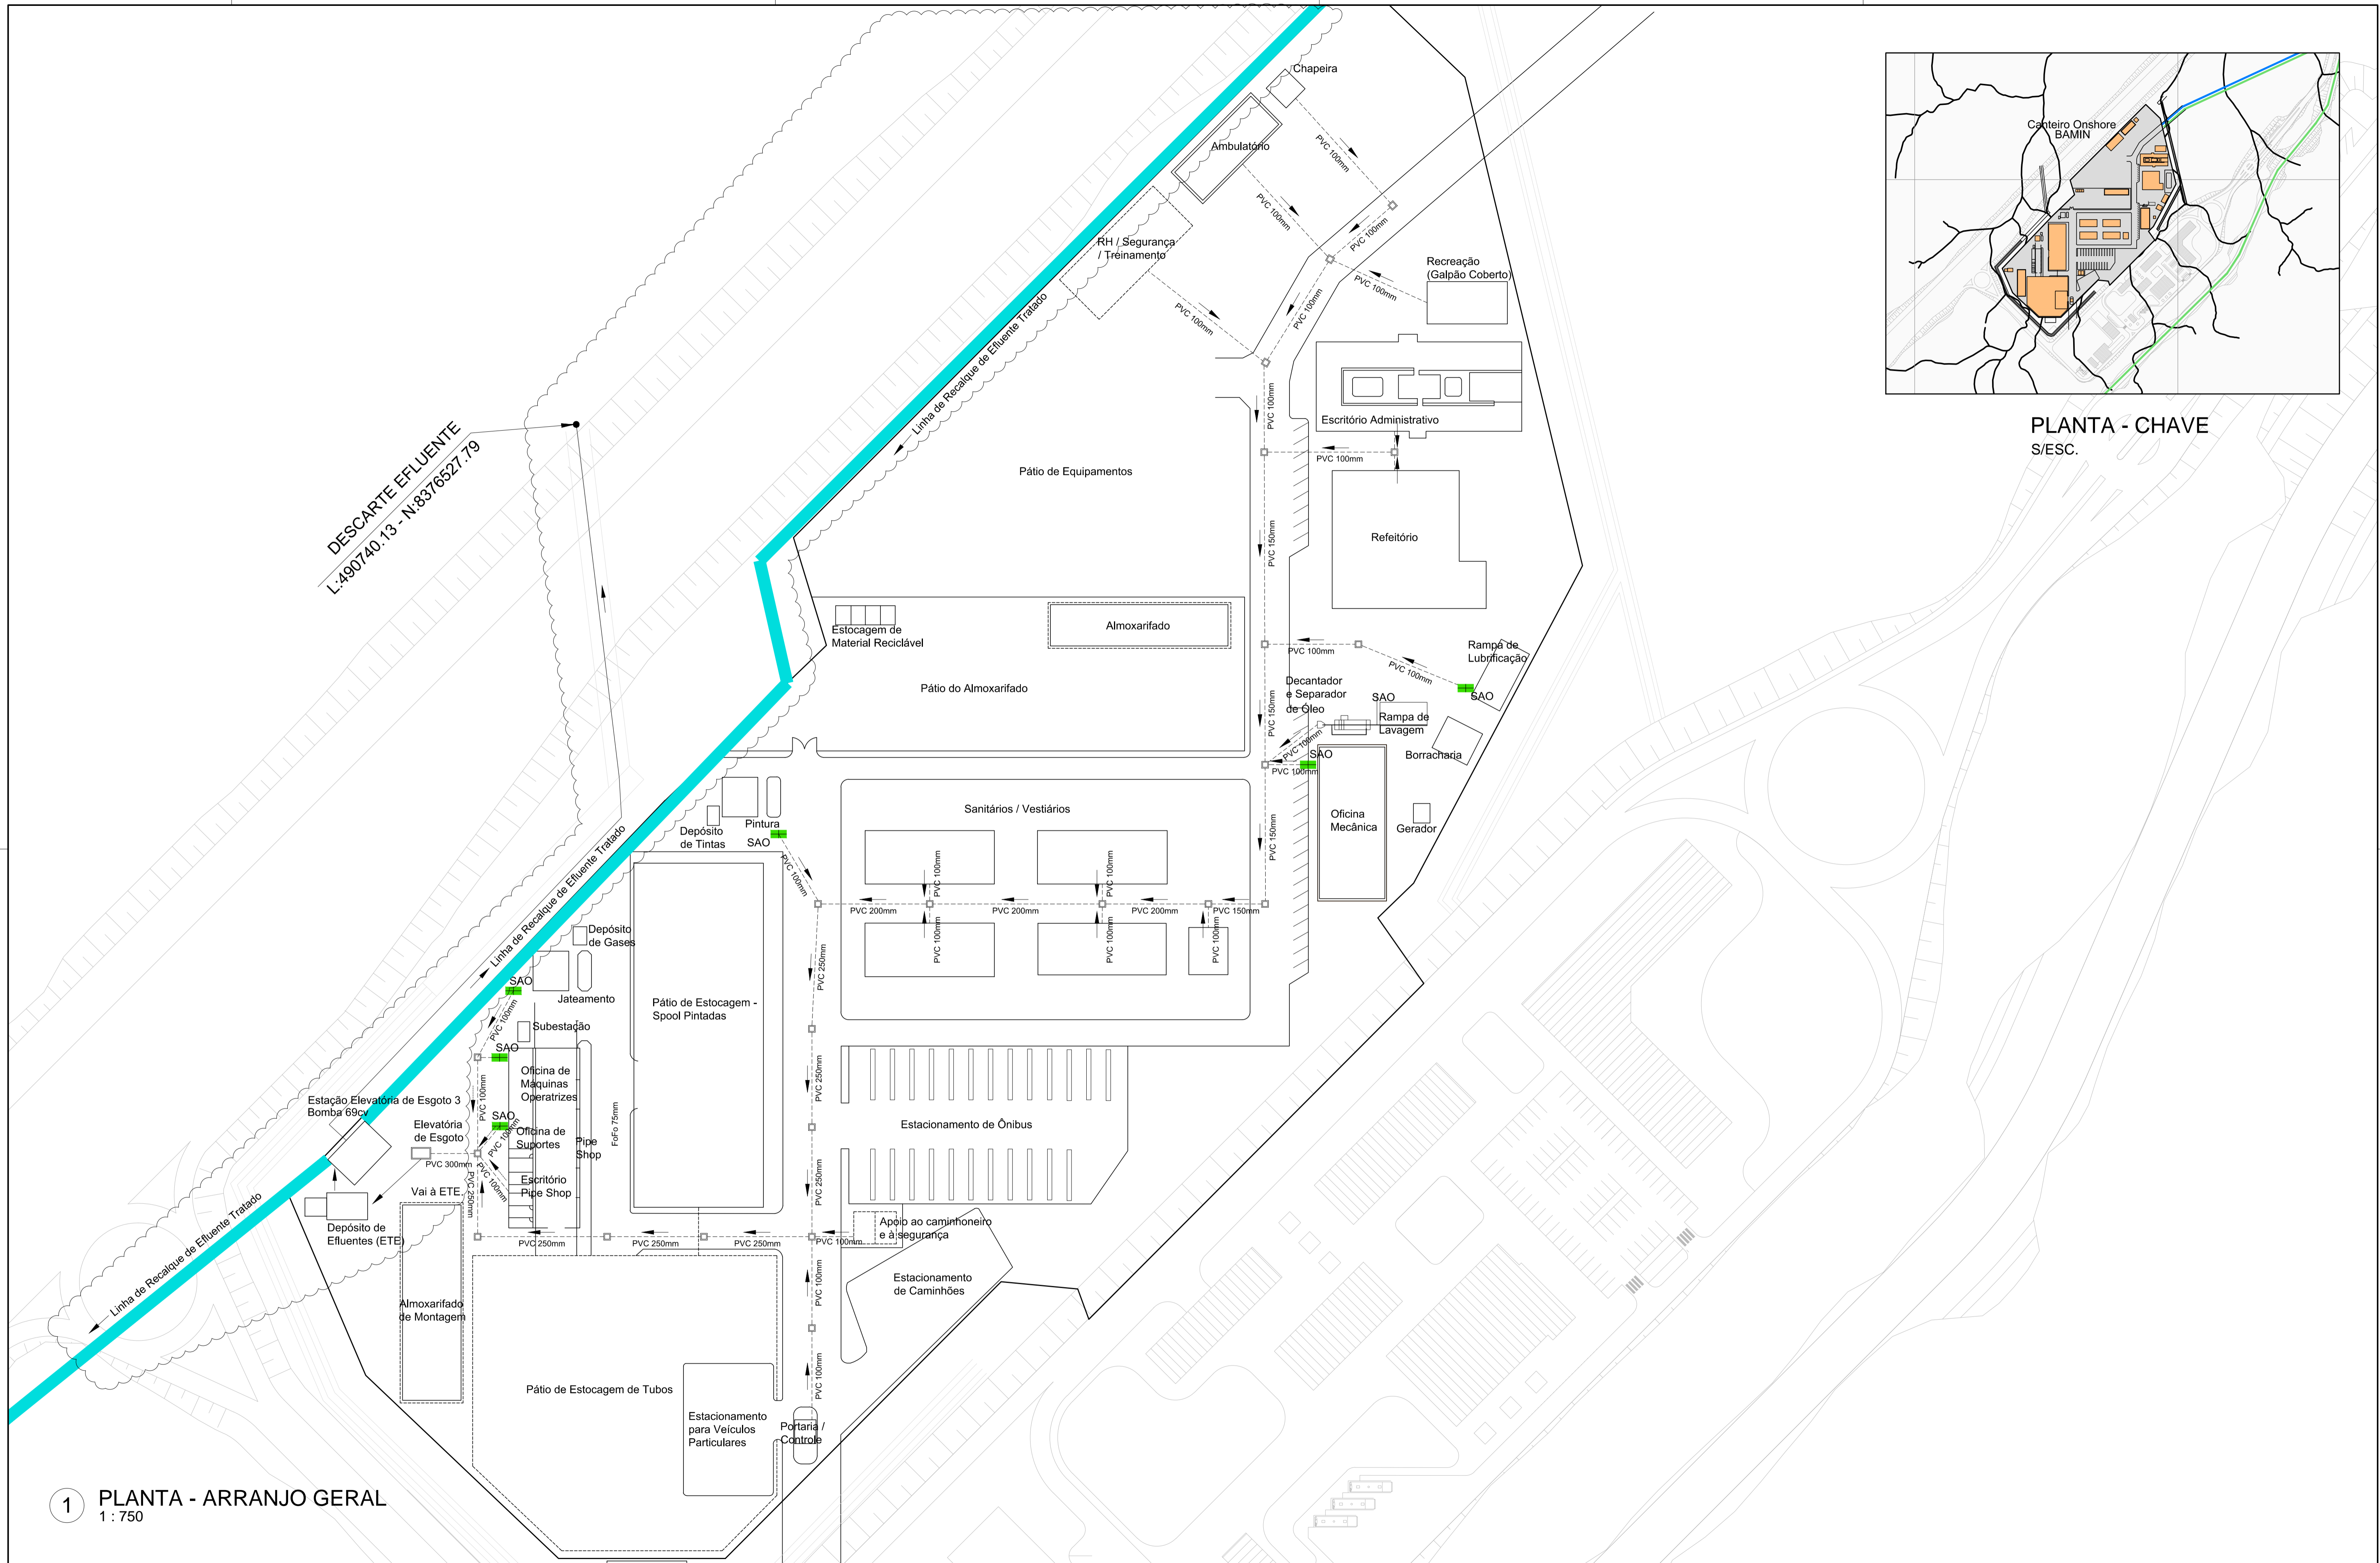 Chapeira
Ambulatório
PVC 100mm
PVC 100mm
PVC 100mm
RH / Segurança
/ Treinamento
PVC 100mm
PVC 100mm
PVC 100mm
Recreação
(Galpão Coberto)
Linha de Recalque de Efluente Tratado
Canteiro Onshore
BAMIN
PLANTA - CHAVE
S/ESC.
DESCARTE EFLUENTE
L:490740.13 - N:8376527.79
PVC 100mm
Escritório Administrativo
PVC 100mm
Pátio de Equipamentos
PVC 150mm
Refeitório
Estocagem de
Material Reciclável
Almoxarifado
PVC 100mm
PVC 100mm
Rampa de
Lubrificação
SAO
Pátio do Almoxarifado
PVC 150mm
Decantador
e Separador
de Óleo
SAO
Rampa de
Lavagem
PVC 100mm
SAO
PVC 100mm
Borracharia
Oficina
Mecânica
Gerador
Sanitários / Vestiários
PVC 150mm
Depósito
de Tintas
Pintura
SAO
PVC 100mm
PVC 100mm
PVC 100mm
PVC 200mm
PVC 200mm
PVC 200mm
PVC 150mm
PVC 100mm
PVC 100mm
PVC 100mm
PVC 250mm
Linha de Recalque de Efluente Tratado
Depósito
de Gases
SAO
Jateamento
PVC 100mm
Subestação
SAO
Pátio de Estocagem -
Spool Pintadas
PVC 100mm
Oficina de
Máquinas
Operatrizes
PVC 250mm
Estação Elevatória de Esgoto 3
Bomba 69cv
Elevatória
de Esgoto
SAO
PVC 100mm
Oficina de
Suportes
Pipe
Shop
FoFo 75mm
Estacionamento de Ônibus
PVC 300mm
PVC 100mm
PVC 250mm
Escritório
Pipe Shop
PVC 250mm
Vai à ETE
Depósito de
Efluentes (ETE)
Linha de Recalque de Efluente Tratado
PVC 250mm
PVC 250mm
PVC 250mm
PVC 100mm
Apoio ao caminhoneiro
e à segurança
PVC 100mm
Estacionamento
de Caminhões
Almoxarifado
de Montagem
PVC 100mm
Pátio de Estocagem de Tubos
Estacionamento
para Veículos
Particulares
Portaria /
Controle
1
PLANTA - ARRANJO GERAL
1 : 750